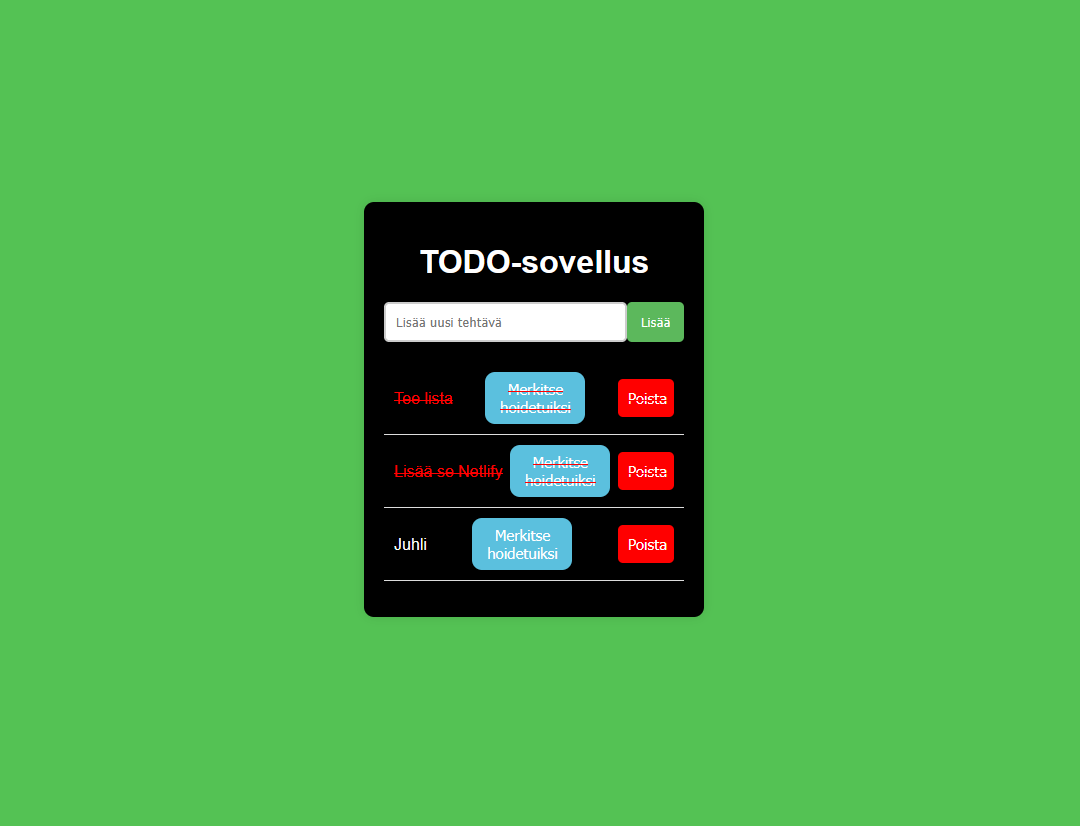 TODO-sovellus
Lisää uusi tehtävä Lisää
Tee lista
Merkitse
hoidetuiksi
Poista
Lisää se Netlify
Merkitse
hoidetuiksi
Poista
Juhli
Merkitse
hoidetuiksi
Poista